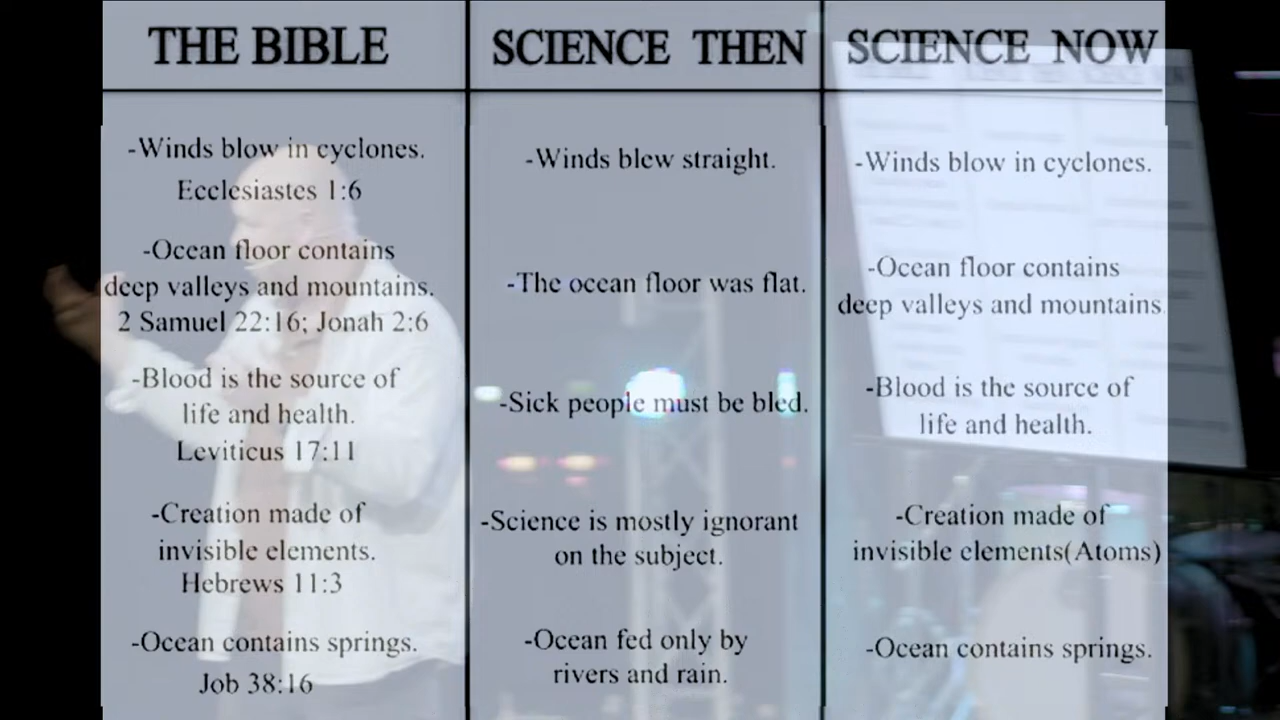 THE BIBLE
SCIENCE THEN
SCIENCE NOW
-Winds blow in cyclones.
Ecclesiastes 1:6
-Winds blew straight.
-Winds blow in cyclones.
-Ocean floor contains
deep valleys and mountains.
2 Samuel 22:16; Jonah 2:6
-The ocean floor was flat.
-Ocean floor contains
deep valleys and mountains.
-Blood is the source of
life and health.
Leviticus 17:11
-Sick people must be bled.
-Blood is the source of
life and health.
-Creation made of
invisible elements.
Hebrews 11:3
-Science is mostly ignorant
on the subject.
-Creation made of
invisible elements(Atoms)
-Ocean contains springs.
Job 38:16
-Ocean fed only by
rivers and rain.
-Ocean contains springs.